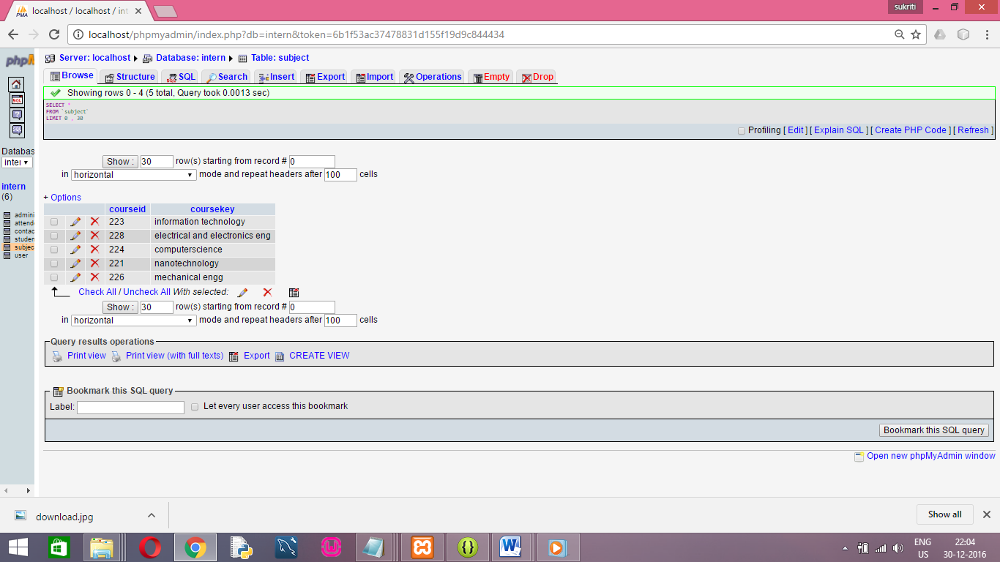 sukriti
PMA
localhost / localhost / int
localhost/phpmyadmin/index.php?db=intern&token=6b1f53ac37478831d155f19d9c844434
phpM
Server: localhost Database: intern Table: subject
Browse Structure SQL Search Insert Export Import Operations Empty Drop
Showing rows 0 - 4 (5 total, Query took 0.0013 sec)
SELECT *
FROM `subject`
LIMIT 0 , 30
Profiling [ Edit ] [ Explain SQL ] [ Create PHP Code ] [ Refresh ]
SQL
Databas
inter
intern
(6)
admini
attend
contac
studen
subjec
user
Show : 30 row(s) starting from record # 0
in horizontal mode and repeat headers after 100 cells
+ Options
courseid coursekey
223 information technology
228 electrical and electronics eng
224 computerscience
221 nanotechnology
226 mechanical engg
Check All / Uncheck All With selected:
Show : 30 row(s) starting from record # 0
in horizontal mode and repeat headers after 100 cells
Query results operations
Print view Print view (with full texts) Export CREATE VIEW
Bookmark this SQL query
Label: Let every user access this bookmark
Bookmark this SQL query
Open new phpMyAdmin window
download.jpg
Show all
ENG 22:04
US 30-12-2016